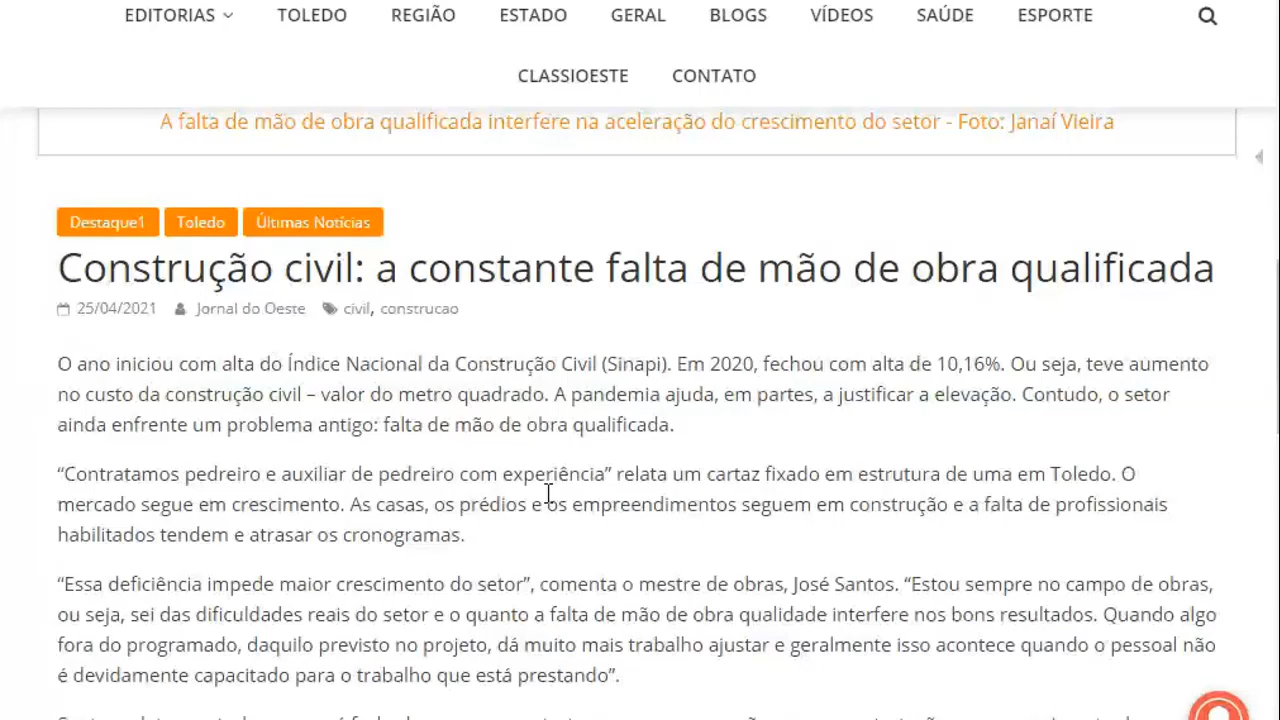 EDITORIAS TOLEDO REGIÃO ESTADO GERAL BLOGS VÍDEOS SAÚDE ESPORTE
CLASSIOESTE CONTATO
A falta de mão de obra qualificada interfere na aceleração do crescimento do setor - Foto: Janaí Vieira
Destaque1 Toledo Últimas Notícias
Construção civil: a constante falta de mão de obra qualificada
25/04/2021 Jornal do Oeste civil, construcao
O ano iniciou com alta do Índice Nacional da Construção Civil (Sinapi). Em 2020, fechou com alta de 10,16%. Ou seja, teve aumento
no custo da construção civil – valor do metro quadrado. A pandemia ajuda, em partes, a justificar a elevação. Contudo, o setor
ainda enfrente um problema antigo: falta de mão de obra qualificada.
“Contratamos pedreiro e auxiliar de pedreiro com experiência” relata um cartaz fixado em estrutura de uma em Toledo. O
mercado segue em crescimento. As casas, os prédios e os empreendimentos seguem em construção e a falta de profissionais
habilitados tendem e atrasar os cronogramas.
“Essa deficiência impede maior crescimento do setor”, comenta o mestre de obras, José Santos. “Estou sempre no campo de obras,
ou seja, sei das dificuldades reais do setor e o quanto a falta de mão de obra qualidade interfere nos bons resultados. Quando algo
fora do programado, daquilo previsto no projeto, dá muito mais trabalho ajustar e geralmente isso acontece quando o pessoal não
é devidamente capacitado para o trabalho que está prestando”.